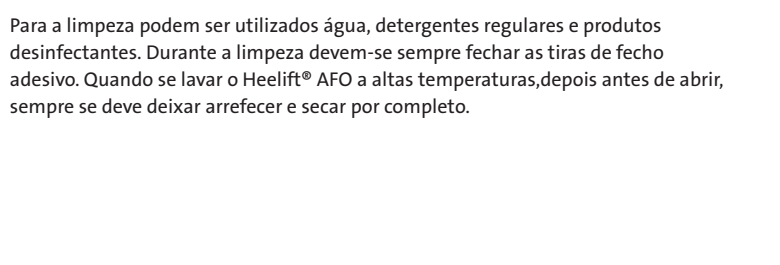 Para a limpeza podem ser utilizados água, detergentes regulares e produtos
desinfectantes. Durante a limpeza devem-se sempre fechar as tiras de fecho
adesivo. Quando se lavar o Heelift® AFO a altas temperaturas,depois antes de abrir,
sempre se deve deixar arrefecer e secar por completo.